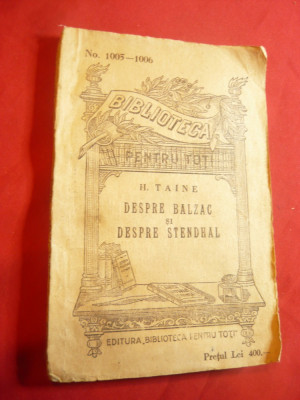 No. 1005—1006
BIBLIOTECA
PENTRU TOȚI
H. TAINE
DESPRE BALZAC
ȘI
DESPRE STENDHAL
EDITURA „BIBLIOTECA PENTRU TOȚI"
Prețul Lei 400,—